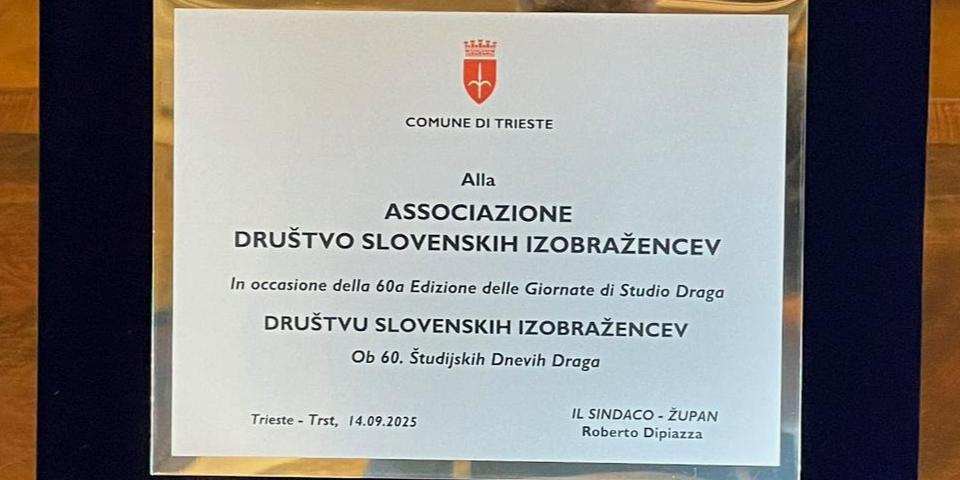 COMUNE DI TRIESTE
Alla
ASSOCIAZIONE
DRUŠTVO SLOVENSKIH IZOBRAŽENCEV
In occasione della 60a Edizione delle Giornate di Studio Draga
DRUŠTVU SLOVENSKIH IZOBRAŽENCEV
Ob 60. Študijskih Dnevih Draga
Trieste - Trst, 14.09.2025
IL SINDACO - ŽUPAN
Roberto Dipiazza